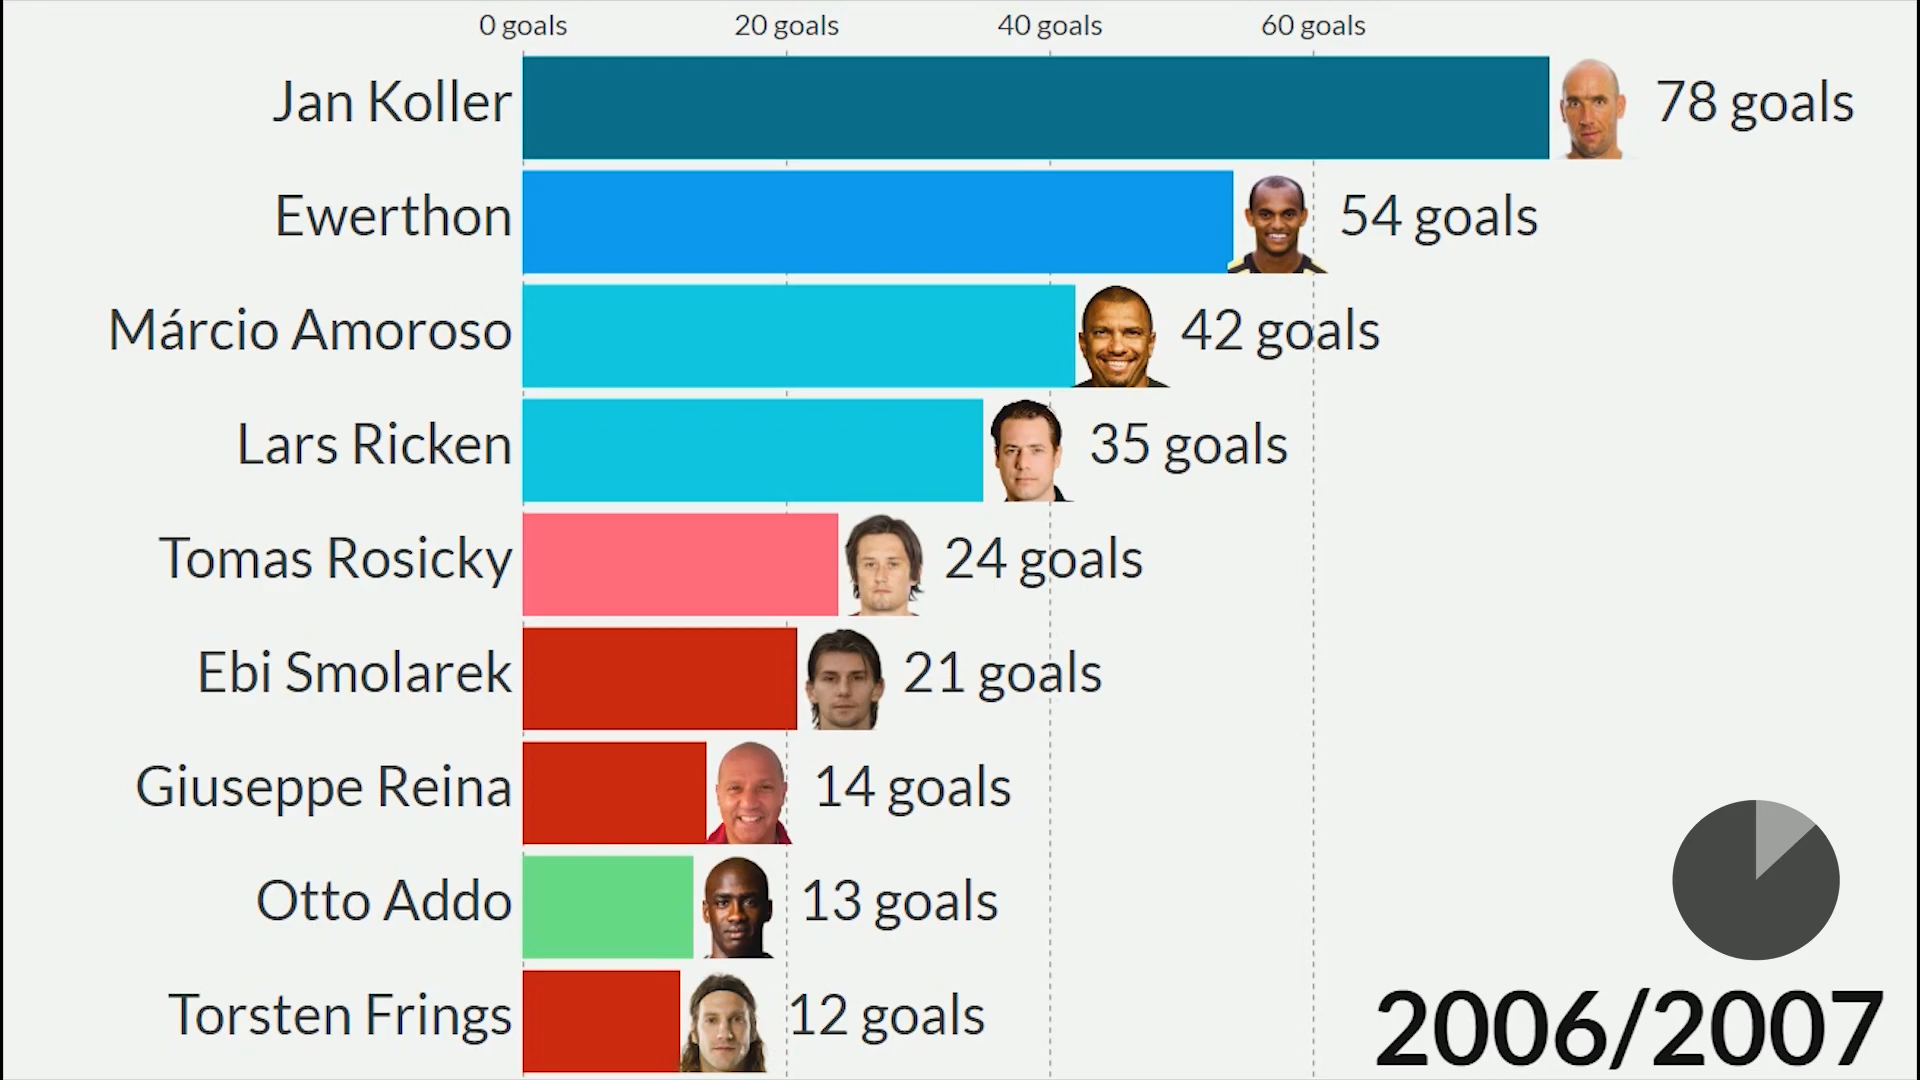 0 goals 20 goals 40 goals 60 goals
Jan Koller 78 goals
Ewerthon 54 goals
Márcio Amoroso 42 goals
Lars Ricken 35 goals
Tomas Rosicky 24 goals
Ebi Smolarek 21 goals
Giuseppe Reina 14 goals
Otto Addo 13 goals
Torsten Frings 12 goals
2006/2007